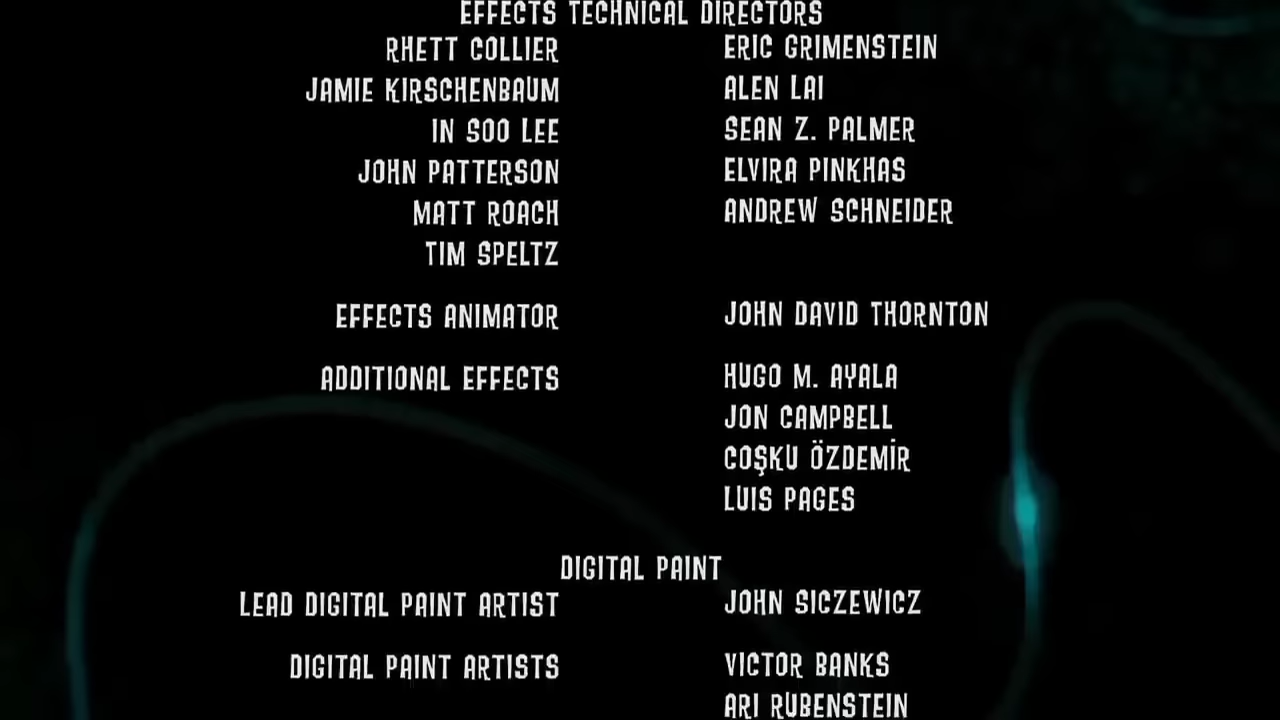 EFFECTS TECHNICAL DIRECTORS
RHETT COLLIER ERIC GRIMENSTEIN
JAMIE KIRSCHENBAUM ALEN LAI
IN SOO LEE SEAN Z. PALMER
JOHN PATTERSON ELVIRA PINKHAS
MATT ROACH ANDREW SCHNEIDER
TIM SPELTZ
EFFECTS ANIMATOR JOHN DAVID THORNTON
ADDITIONAL EFFECTS HUGO M. AYALA
JON CAMPBELL
COŞKU ÖZDEMİR
LUIS PAGES
DIGITAL PAINT
LEAD DIGITAL PAINT ARTIST JOHN SICZEWICZ
DIGITAL PAINT ARTISTS VICTOR BANKS
ARI RUBENSTEIN